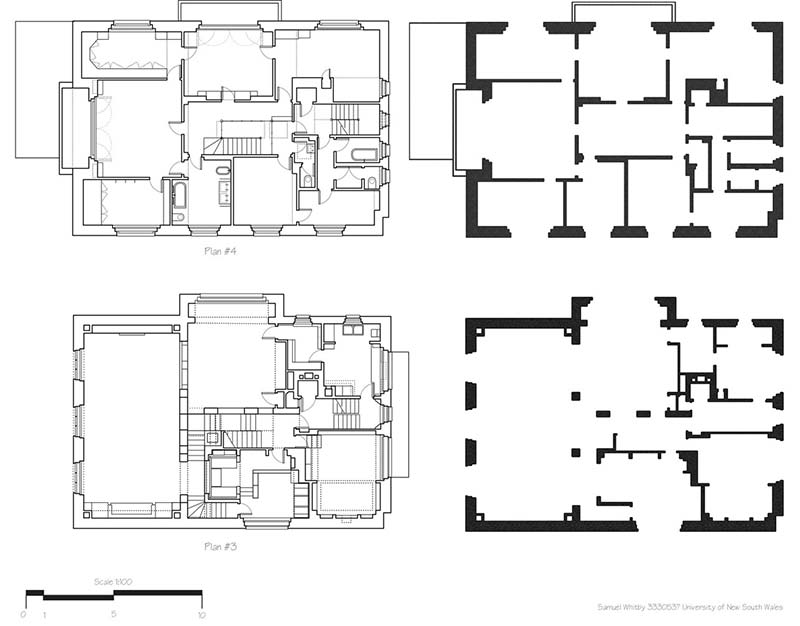 Plan #4
Plan #3
Scale 1:100
0 1 5 10
Samuel Whitby 3330537 University of New South Wales